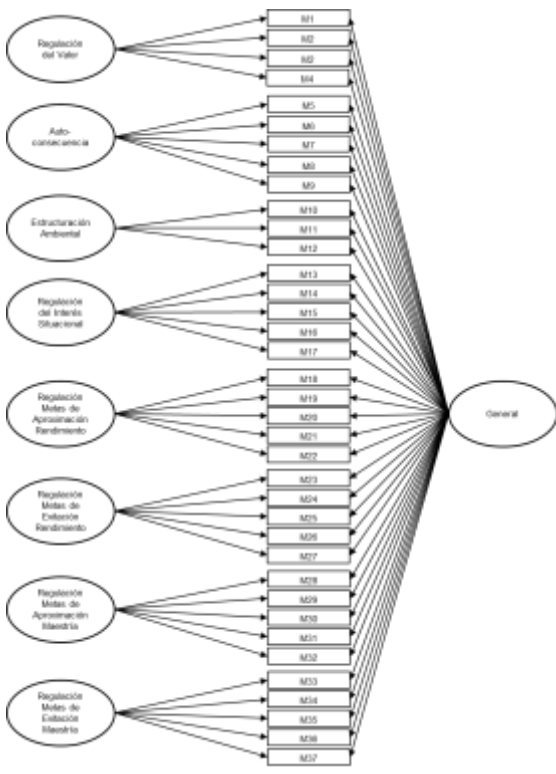 Regulación
del Valor
M1
M2
M2
M4
Auto-
consecuencia
M5
M6
M7
M8
M9
Estructuración
Ambiental
M10
M11
M12
Regulación
del Interés
Situacional
M13
M14
M15
M16
M17
Regulación
Metas de
Aproximación
Rendimiento
M18
M19
M20
M21
M22
General
Regulación
Metas de
Evitación
Rendimiento
M23
M24
M25
M26
M27
Regulación
Metas de
Aproximación
Maestría
M28
M29
M30
M31
M32
Regulación
Metas de
Evitación
Maestría
M33
M34
M35
M36
M37